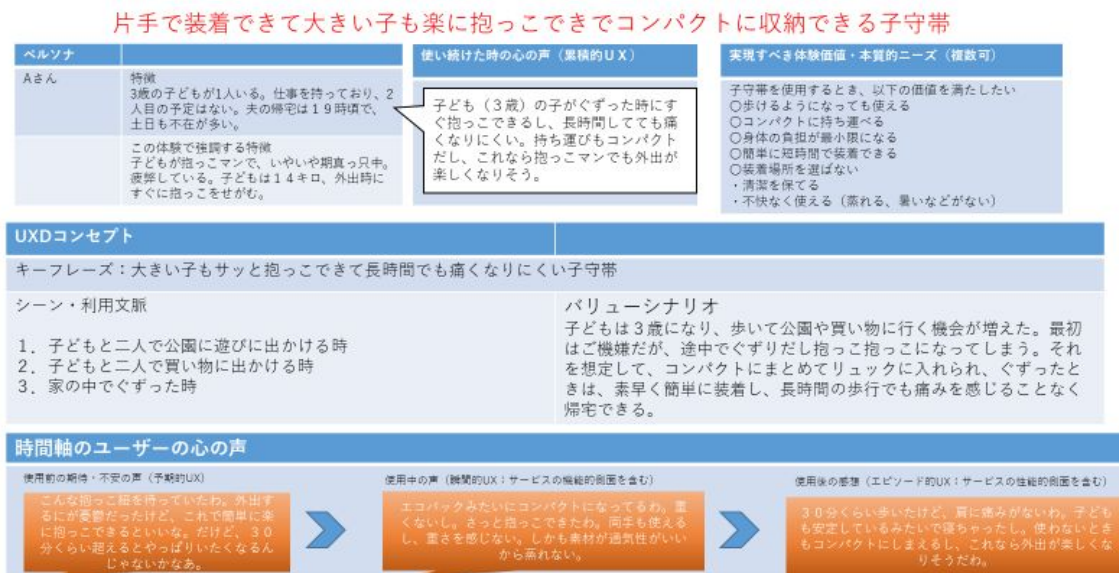 片手で装着できて大きい子も楽に抱っこできでコンパクトに収納できる子守帯
ペルソナ
Aさん
特徴
3歳の子どもが1人いる。仕事を持っており、2
人目の予定はない。夫の帰宅は19時頃で、
土日も不在が多い。
この体験で強調する特徴
子どもが抱っこマンで、いやいや期真っ只中。
疲弊している。子どもは14キロ、外出時に
すぐに抱っこをせがむ。
使い続けた時の心の声（累積的UX）
子ども（3歳）の子がぐずった時にす
ぐ抱っこできるし、長時間してても痛
くなりにくい。持ち運びもコンパクト
だし、これなら抱っこマンでも外出が
楽しくなりそう。
実現すべき体験価値・本質的ニーズ（複数可）
子守帯を使用するとき、以下の価値を満たしたい
○歩けるようになっても使える
○コンパクトに持ち運べる
○身体の負担が最小限になる
○簡単に短時間で装着できる
○装着場所を選ばない
・清潔を保てる
・不快なく使える（蒸れる、暑いなどがない）
UXDコンセプト
キーフレーズ：大きい子もサッと抱っこできて長時間でも痛くなりにくい子守帯
シーン・利用文脈
1．子どもと二人で公園に遊びに出かける時
2．子どもと二人で買い物に出かける時
3．家の中でぐずった時
バリューシナリオ
子どもは3歳になり、歩いて公園や買い物に行く機会が増えた。最初
はご機嫌だが、途中でぐずりだし抱っこ抱っこになってしまう。それ
を想定して、コンパクトにまとめてリュックに入れられ、ぐずったと
きは、素早く簡単に装着し、長時間の歩行でも痛みを感じることなく
帰宅できる。
時間軸のユーザーの心の声
使用前の期待・不安の声（予期的UX）
こんな抱っこ紐を待っていたわ。外出す
るにが憂鬱だったけど、これで簡単に楽
に抱っこできるといいな。だけど、30
分くらい超えるとやっぱりいたくなるん
じゃないかなあ。
使用中の声（瞬間的UX：サービスの機能的側面を含む）
エコバックみたいにコンパクトになってるわ。重
くないし。さっと抱っこできたわ。両手も使える
し、重さを感じない。しかも素材が通気性がいい
から蒸れない。
使用後の感想（エピソード的UX：サービスの性能的側面を含む）
30分くらい歩いたけど、肩に痛みがないわ。子ども
も安定しているみたいで寝ちゃったし。使わないとき
もコンパクトにしまえるし、これなら外出が楽しくな
りそうだわ。